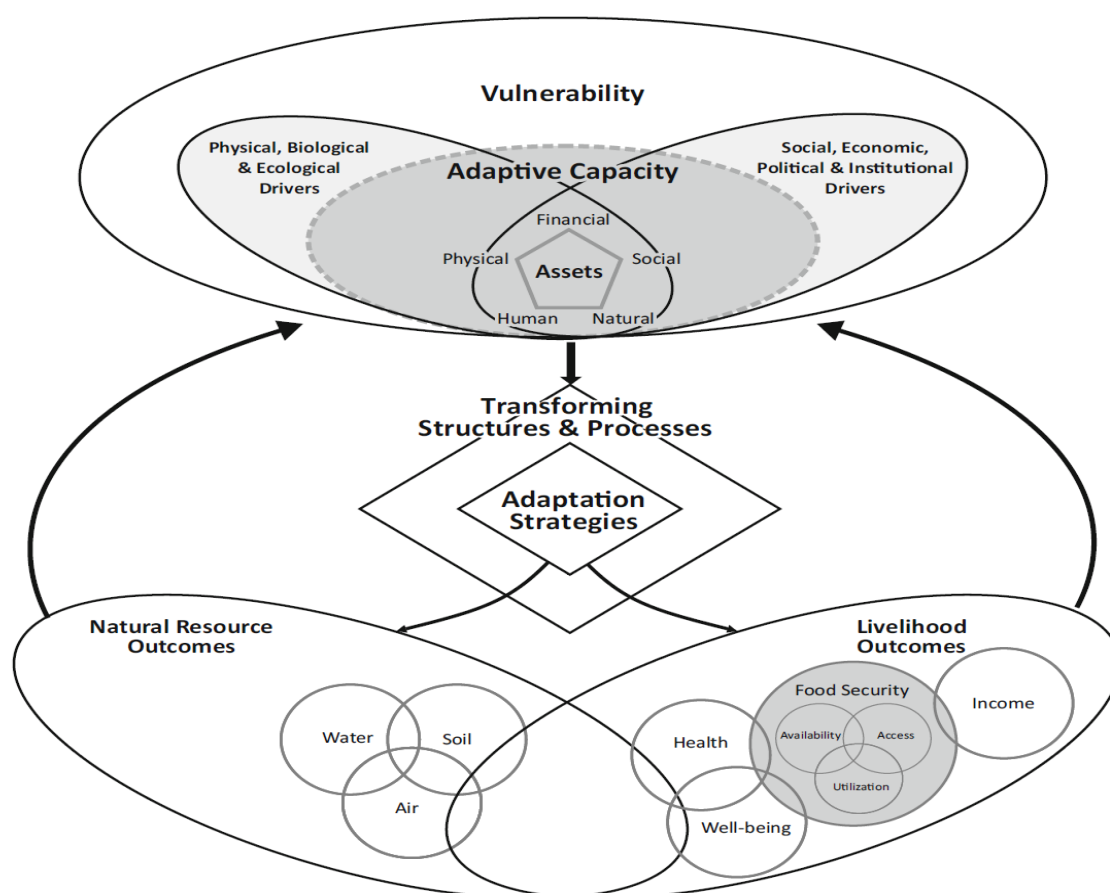 Vulnerability
Physical, Biological
& Ecological
Drivers
Social, Economic,
Political & Institutional
Drivers
Adaptive Capacity
Financial
Physical
Social
Assets
Human
Natural
Transforming
Structures & Processes
Adaptation
Strategies
Natural Resource
Outcomes
Livelihood
Outcomes
Food Security
Income
Water
Soil
Health
Availability
Access
Utilization
Air
Well-being